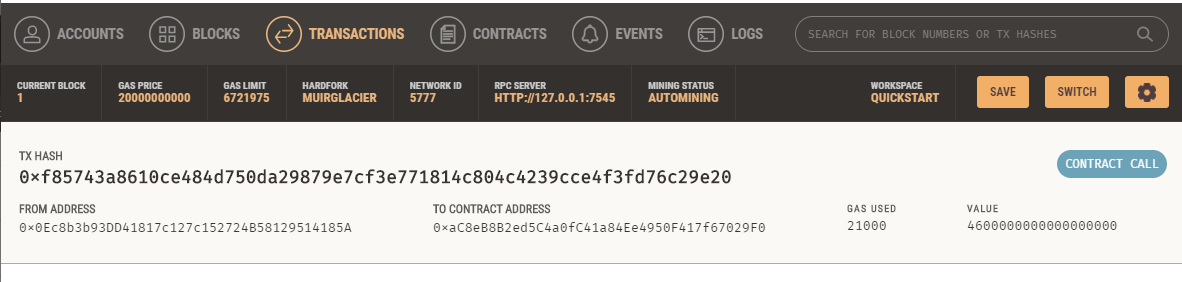 ACCOUNTS BLOCKS TRANSACTIONS CONTRACTS EVENTS LOGS SEARCH FOR BLOCK NUMBERS OR TX HASHES
CURRENT BLOCK GAS PRICE GAS LIMIT HARDFORK NETWORK ID RPC SERVER MINING STATUS WORKSPACE
1 20000000000 6721975 MUIRGLACIER 5777 HTTP://127.0.0.1:7545 AUTOMINING QUICKSTART SAVE SWITCH
TX HASH
0×f85743a8610ce484d750da29879e7cf3e771814c804c4239cce4f3fd76c29e20 CONTRACT CALL
FROM ADDRESS TO CONTRACT ADDRESS GAS USED VALUE
0×0Ec8b3b93DD41817c127c152724B58129514185A 0×aC8eB8B2ed5C4a0fC41a84Ee4950F417f67029F0 21000 4600000000000000000